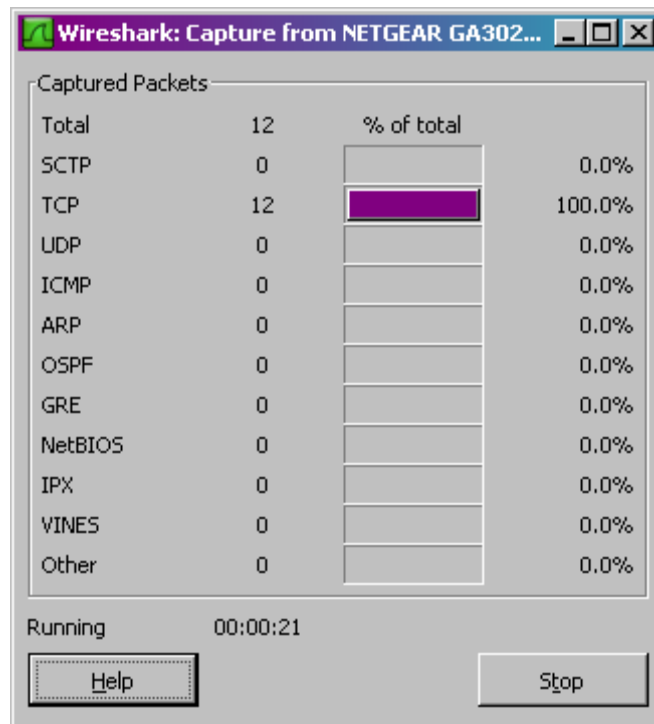 Wireshark: Capture from NETGEAR GA302...
Captured Packets
Total 12 % of total
SCTP 0 0.0%
TCP 12 100.0%
UDP 0 0.0%
ICMP 0 0.0%
ARP 0 0.0%
OSPF 0 0.0%
GRE 0 0.0%
NetBIOS 0 0.0%
IPX 0 0.0%
VINES 0 0.0%
Other 0 0.0%
Running 00:00:21
Help Stop